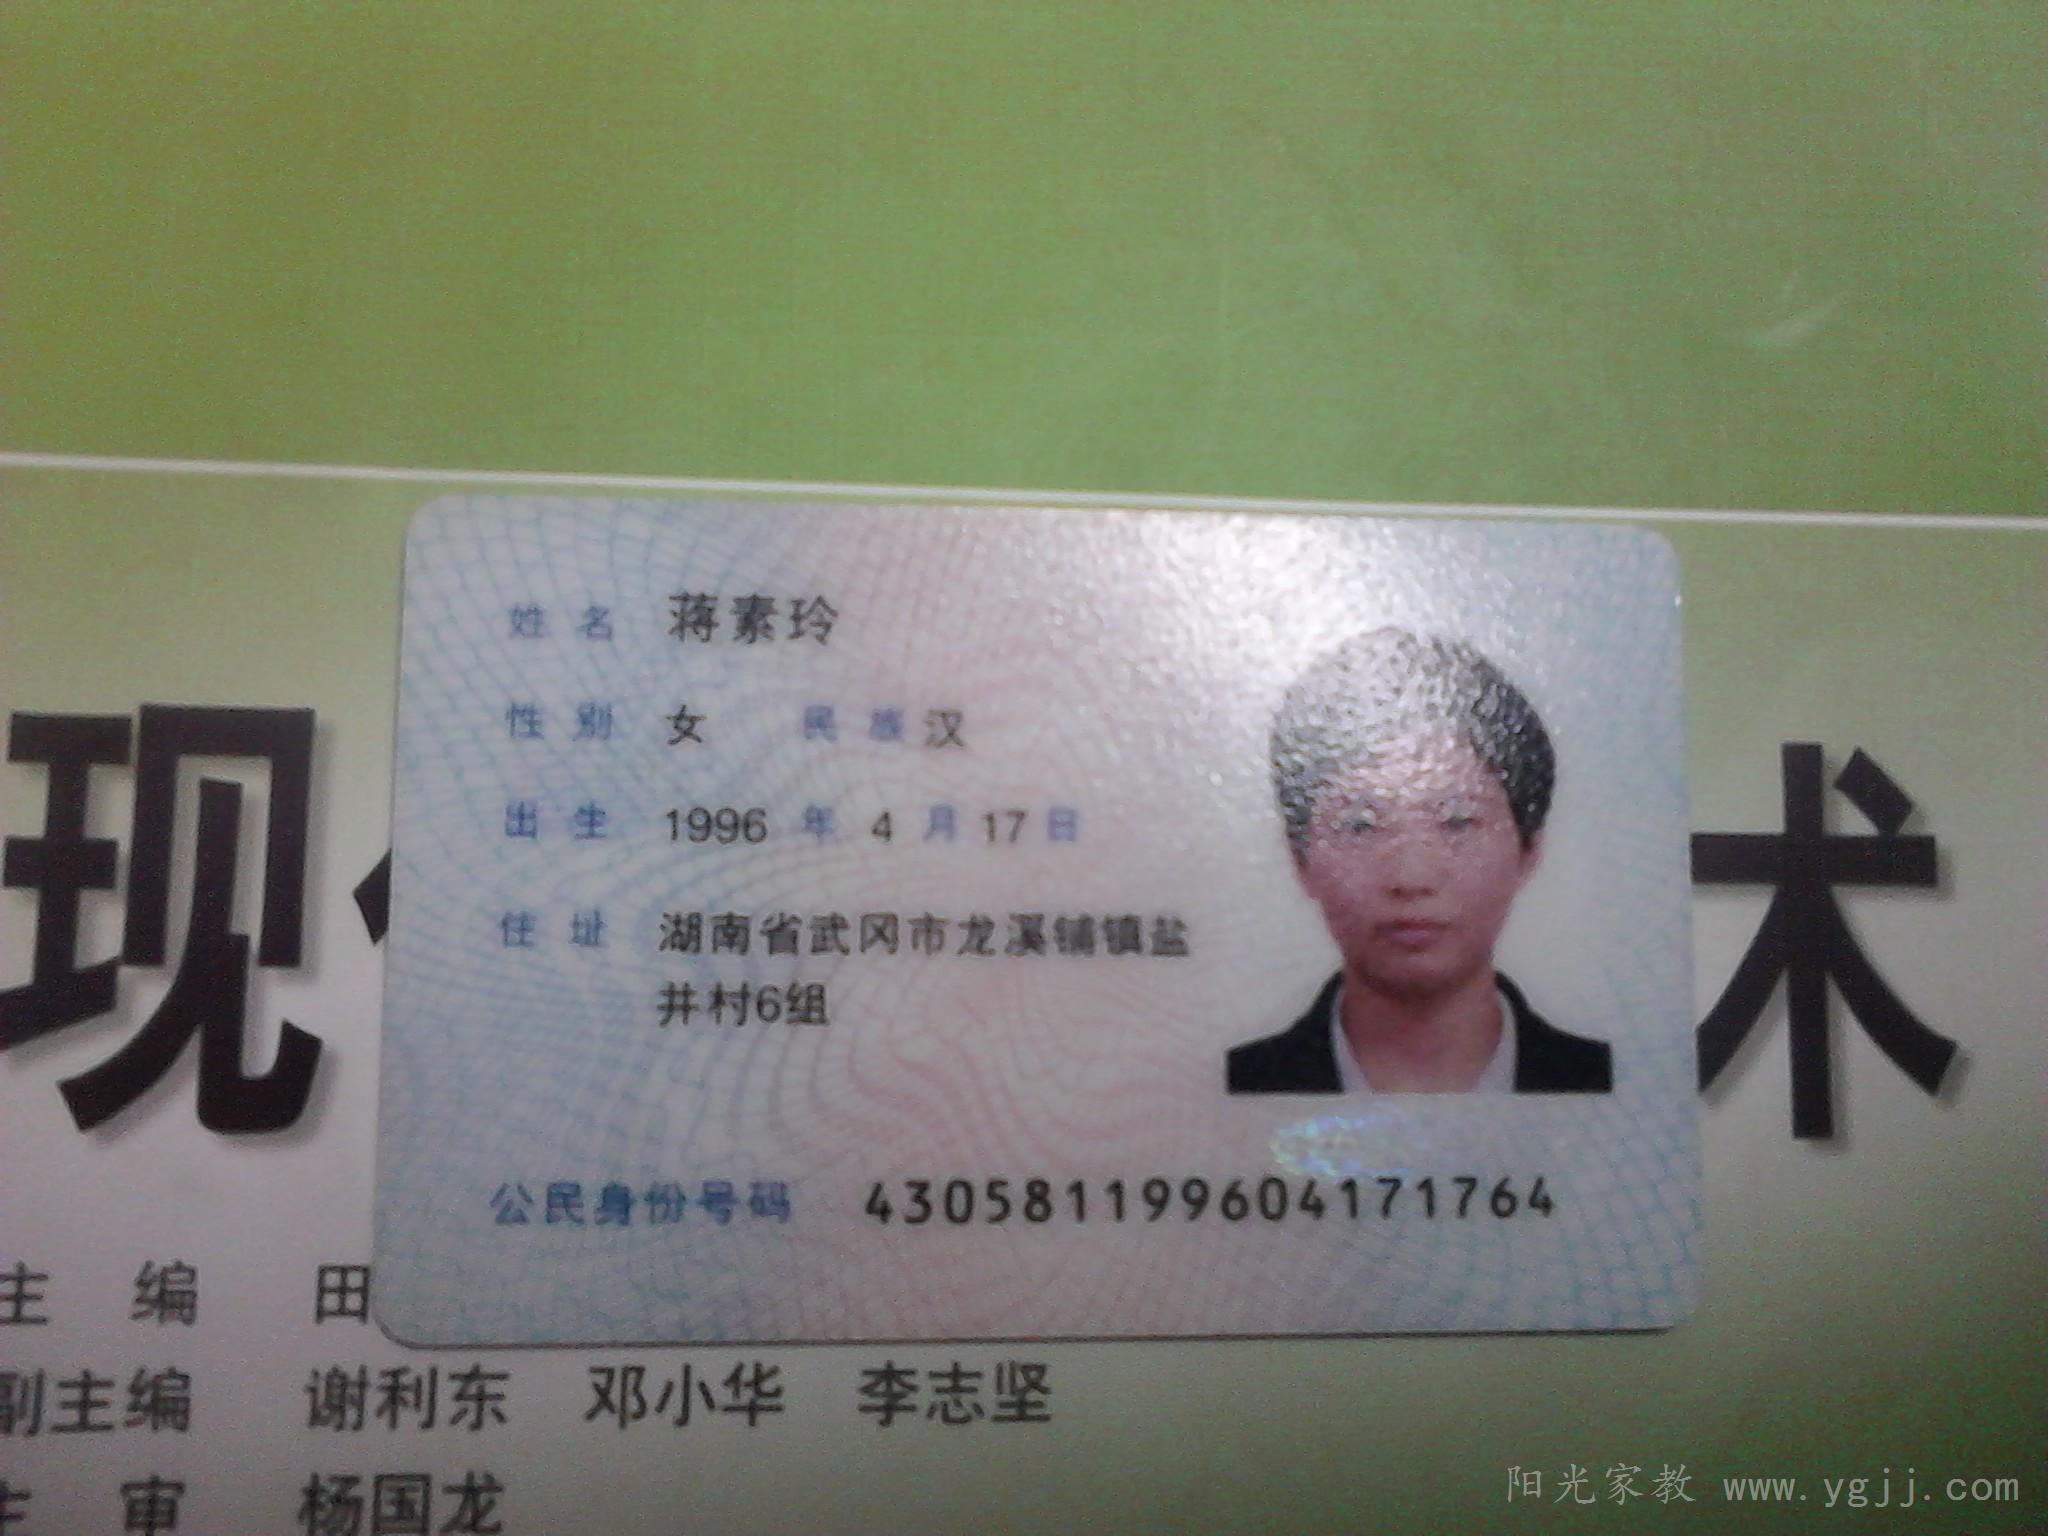 姓名 蒋素玲
性别 女 民族 汉
出生 1996 年 4 月 17 日
住址 湖南省武冈市龙溪铺镇盐
井村6组
公民身份号码 430581199604171764
现 术
主编 田
副主编 谢利东 邓小华 李志坚
主审 杨国龙
阳光家教 www.ygjj.com